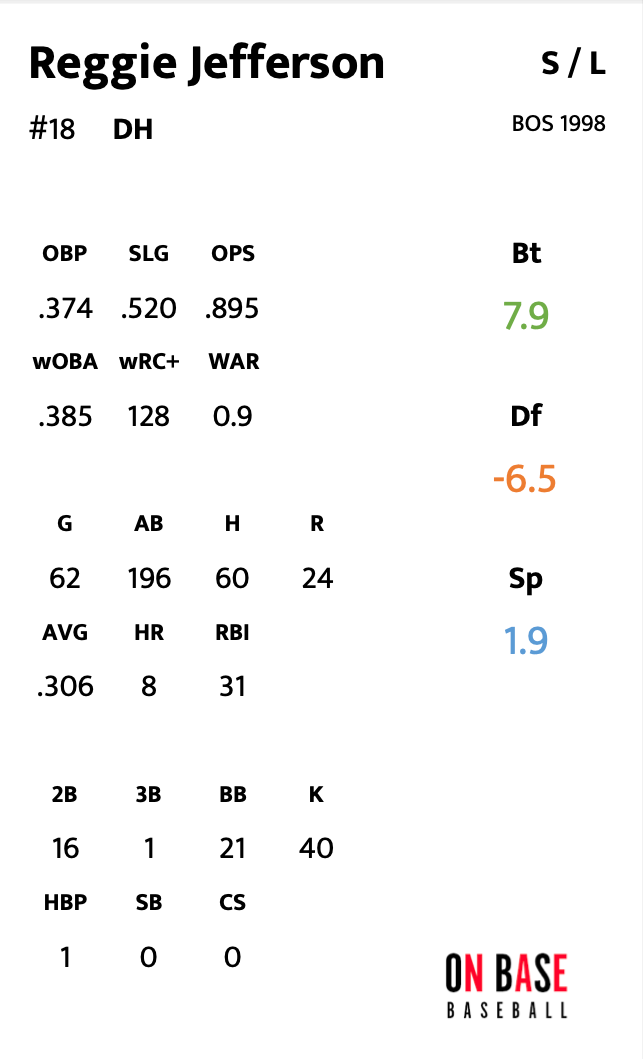 Reggie Jefferson S / L
#18 DH BOS 1998
OBP SLG OPS Bt
.374 .520 .895 7.9
wOBA wRC+ WAR
.385 128 0.9 Df
-6.5
G AB H R
62 196 60 24 Sp
AVG HR RBI 1.9
.306 8 31
2B 3B BB K
16 1 21 40
HBP SB CS
1 0 0
ON BASE
BASEBALL